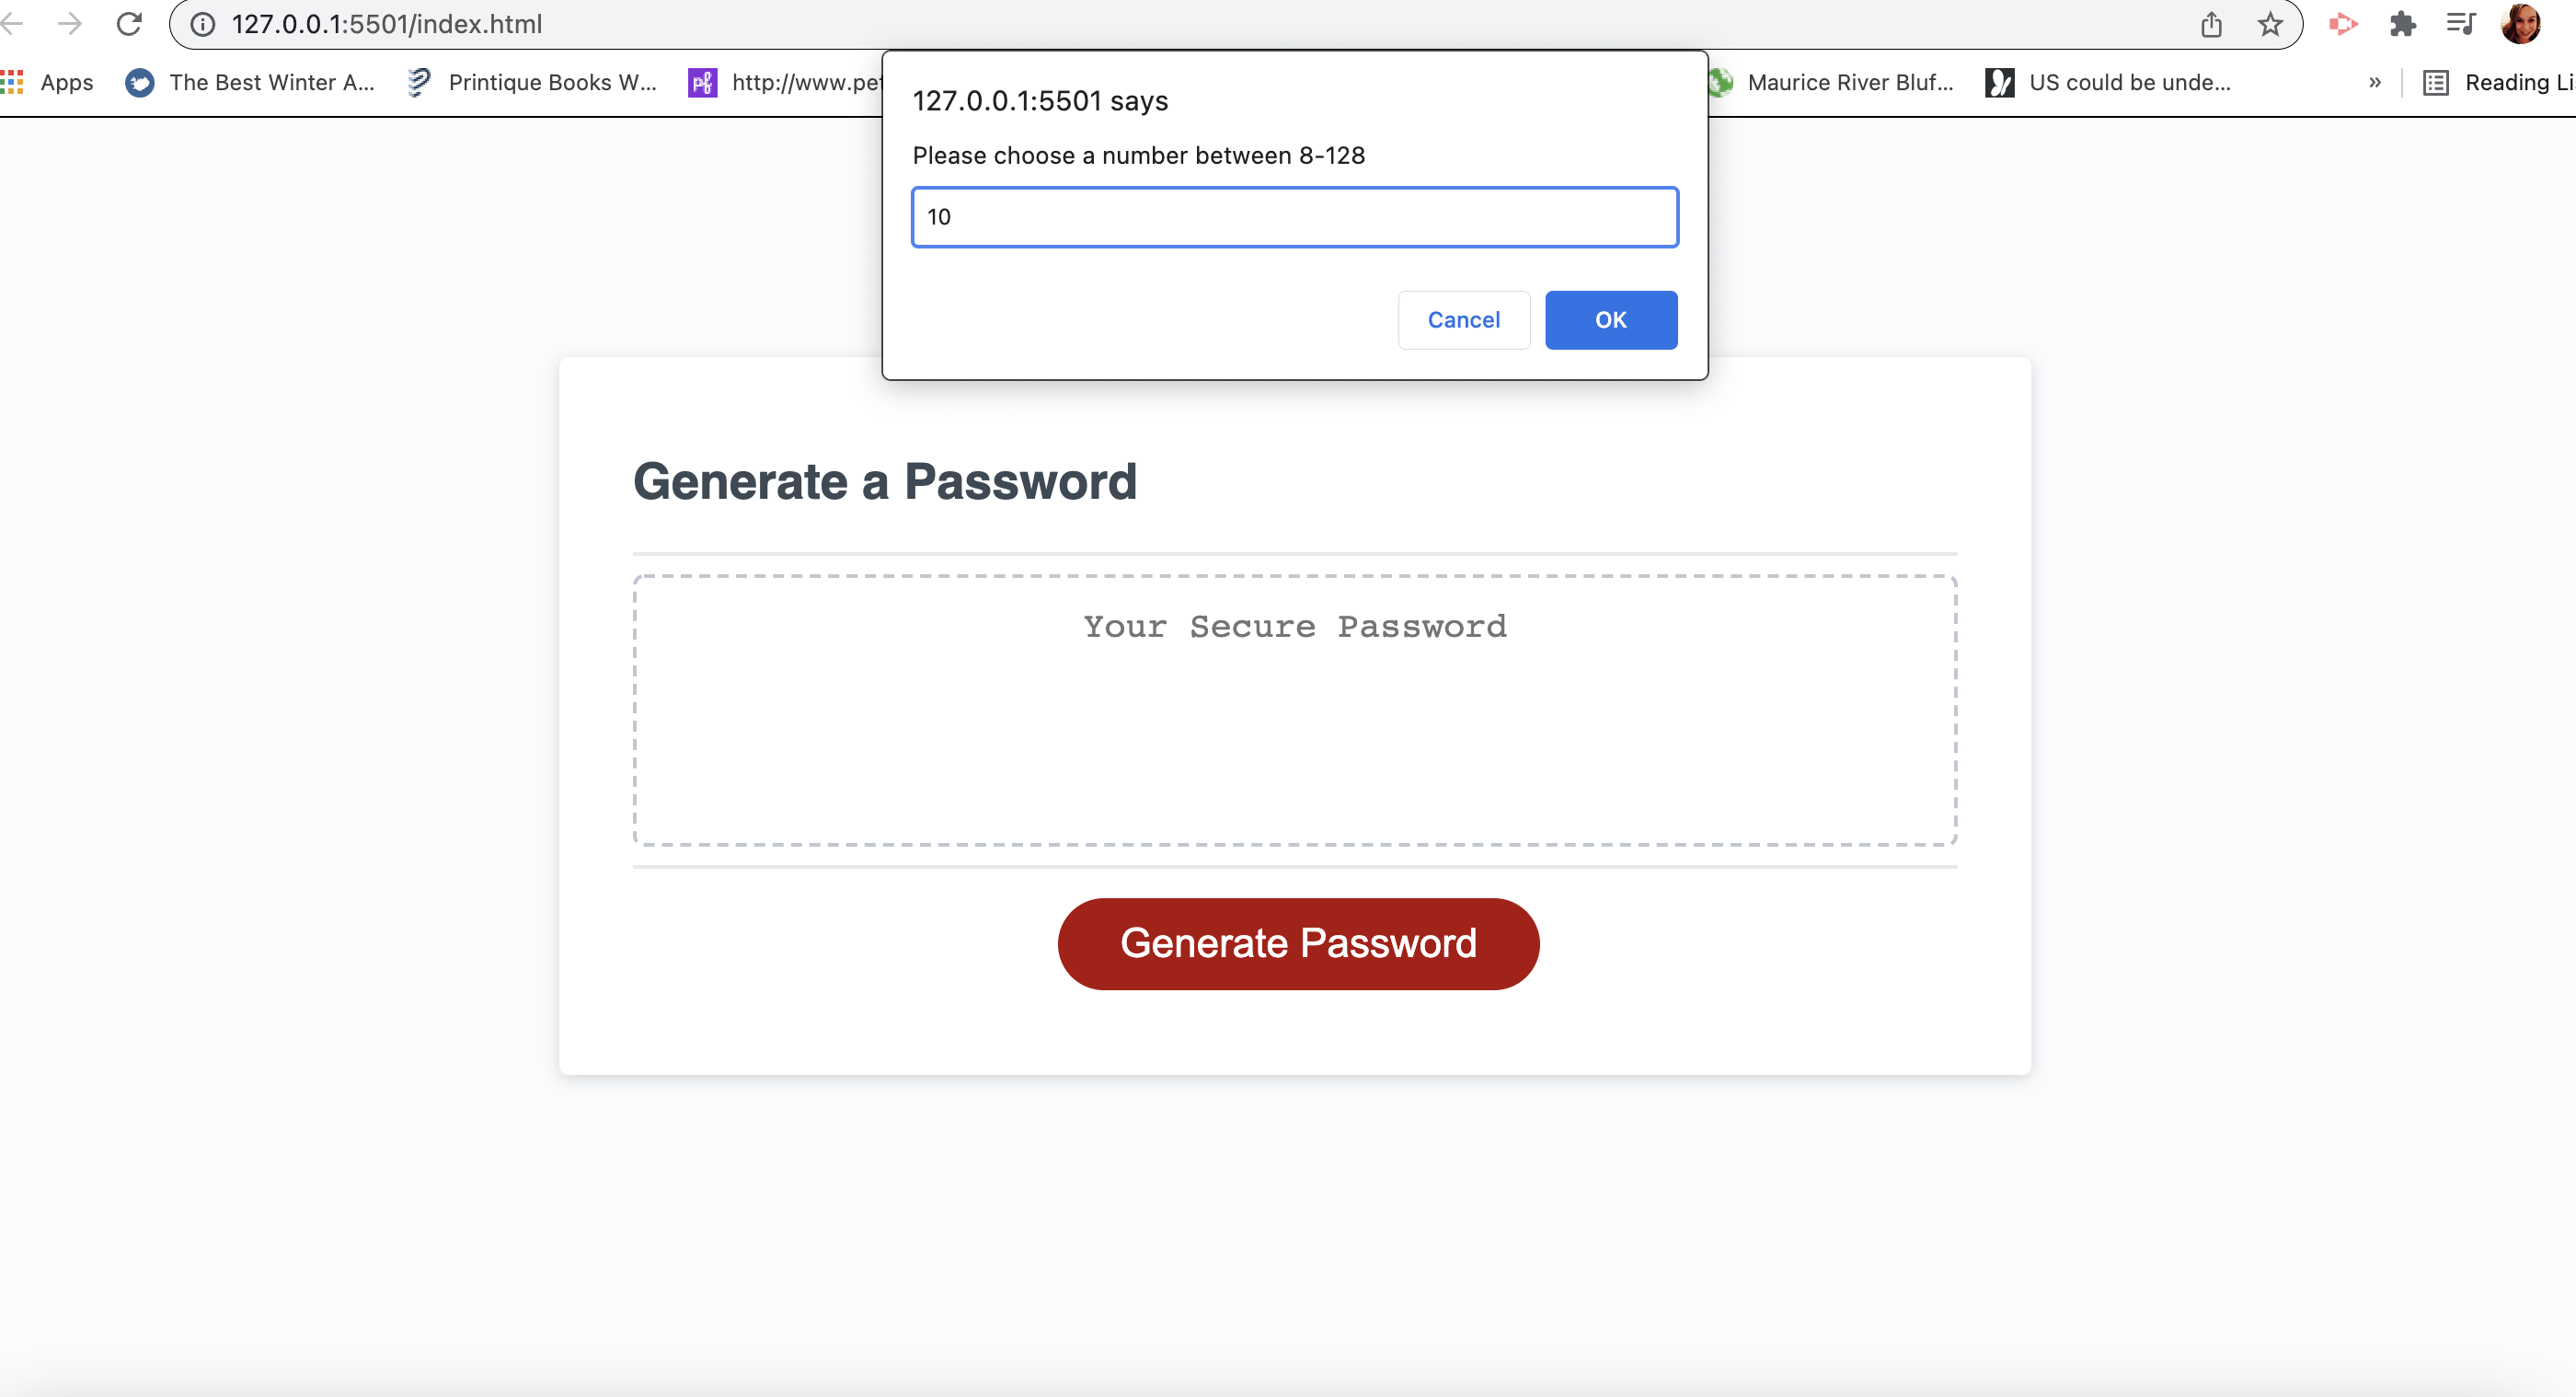 127.0.0.1:5501/index.html
Apps
The Best Winter A...
Printique Books W...
http://www.pet
Maurice River Bluf...
US could be unde...
»
Reading Li
127.0.0.1:5501 says
Please choose a number between 8-128
10
Cancel
OK
Generate a Password
Your Secure Password
Generate Password